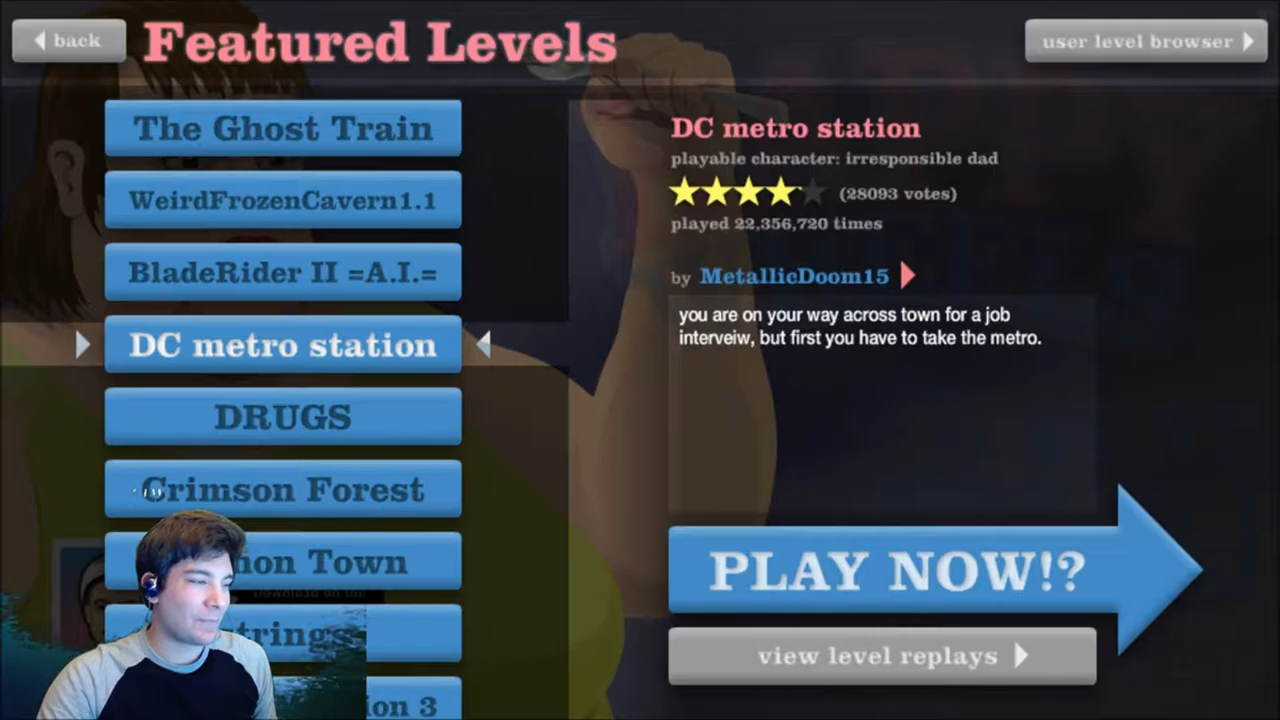 back
Featured Levels
user level browser
The Ghost Train
WeirdFrozenCavern1.1
BladeRider II =A.I.=
DC metro station
DRUGS
Crimson Forest
Town
DC metro station
playable character: irresponsible dad
(28093 votes)
played 22,356,720 times
by MetallicDoom15
you are on your way across town for a job
interveiw, but first you have to take the metro.
PLAY NOW!?
view level replays